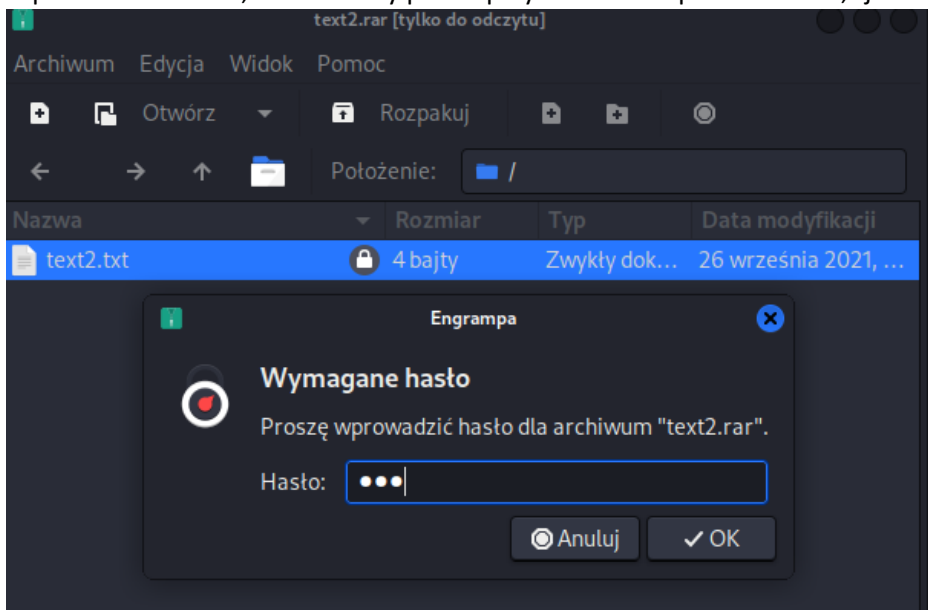 text2.rar [tylko do odczytu]
Archiwum Edycja Widok Pomoc
Otwórz Rozpakuj
Położenie: /
Nazwa Rozmiar Typ Data modyfikacji
text2.txt 4 bajty Zwykły dok... 26 września 2021, ...
Engrampa
Wymagane hasło
Proszę wprowadzić hasło dla archiwum "text2.rar".
Hasło: ●●●
Anuluj OK